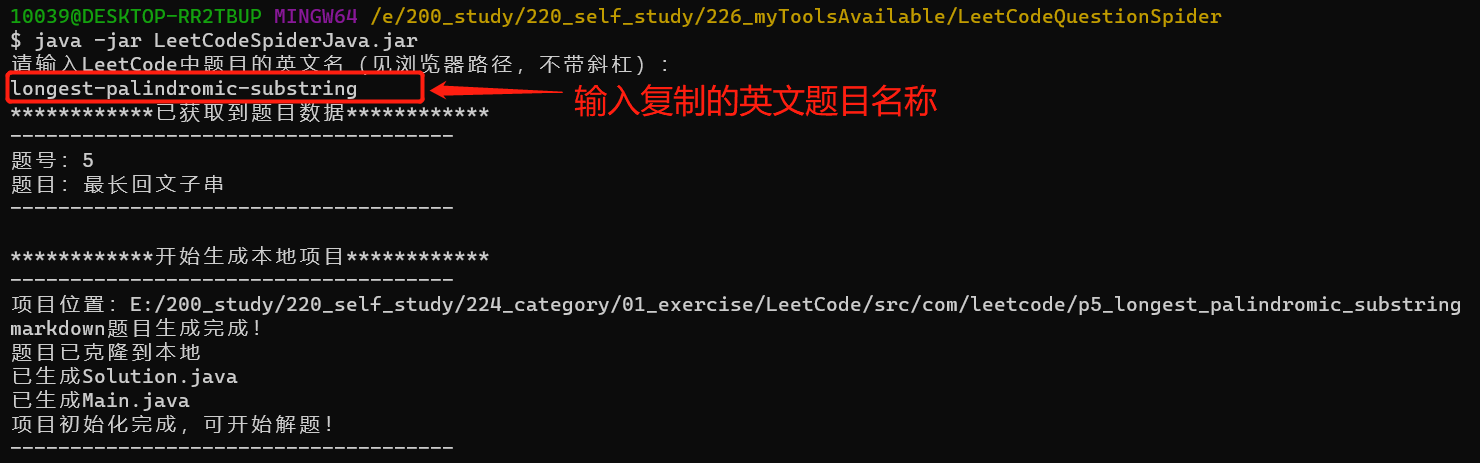 10039@DESKTOP-RR2TBUP MINGW64 /e/200_study/220_self_study/226_myToolsAvailable/LeetCodeQuestionSpider
$ java -jar LeetCodeSpiderJava.jar
请输入LeetCode中题目的英文名（见浏览器路径，不带斜杠）：
longest-palindromic-substring
输入复制的英文题目名称
************已获取到题目数据************
-------------------------------------
题号：5
题目：最长回文子串
-------------------------------------
************开始生成本地项目************
-------------------------------------
项目位置：E:/200_study/220_self_study/224_category/01_exercise/LeetCode/src/com/leetcode/p5_longest_palindromic_substring
markdown题目生成完成！
题目已克隆到本地
已生成Solution.java
已生成Main.java
项目初始化完成，可开始解题！
-------------------------------------